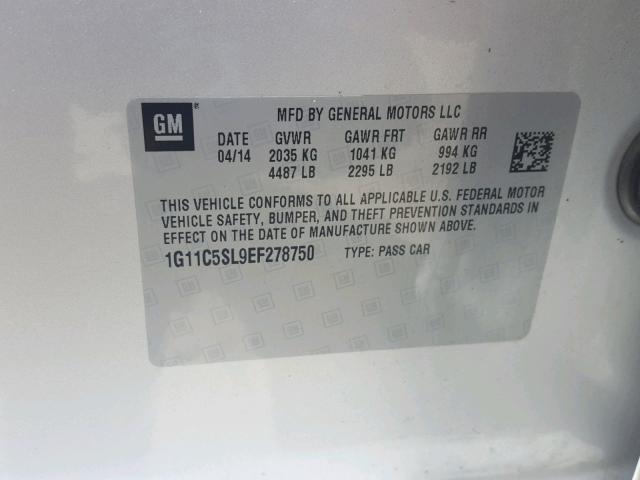 GM ® MFD BY GENERAL MOTORS LLC
DATE GVWR GAWR FRT GAWR RR
04/14 2035 KG 1041 KG 994 KG
4487 LB 2295 LB 2192 LB
THIS VEHICLE CONFORMS TO ALL APPLICABLE U.S. FEDERAL MOTOR
VEHICLE SAFETY, BUMPER, AND THEFT PREVENTION STANDARDS IN
EFFECT ON THE DATE OF MANUFACTURE SHOWN ABOVE.
1G11C5SL9EF278750 TYPE: PASS CAR